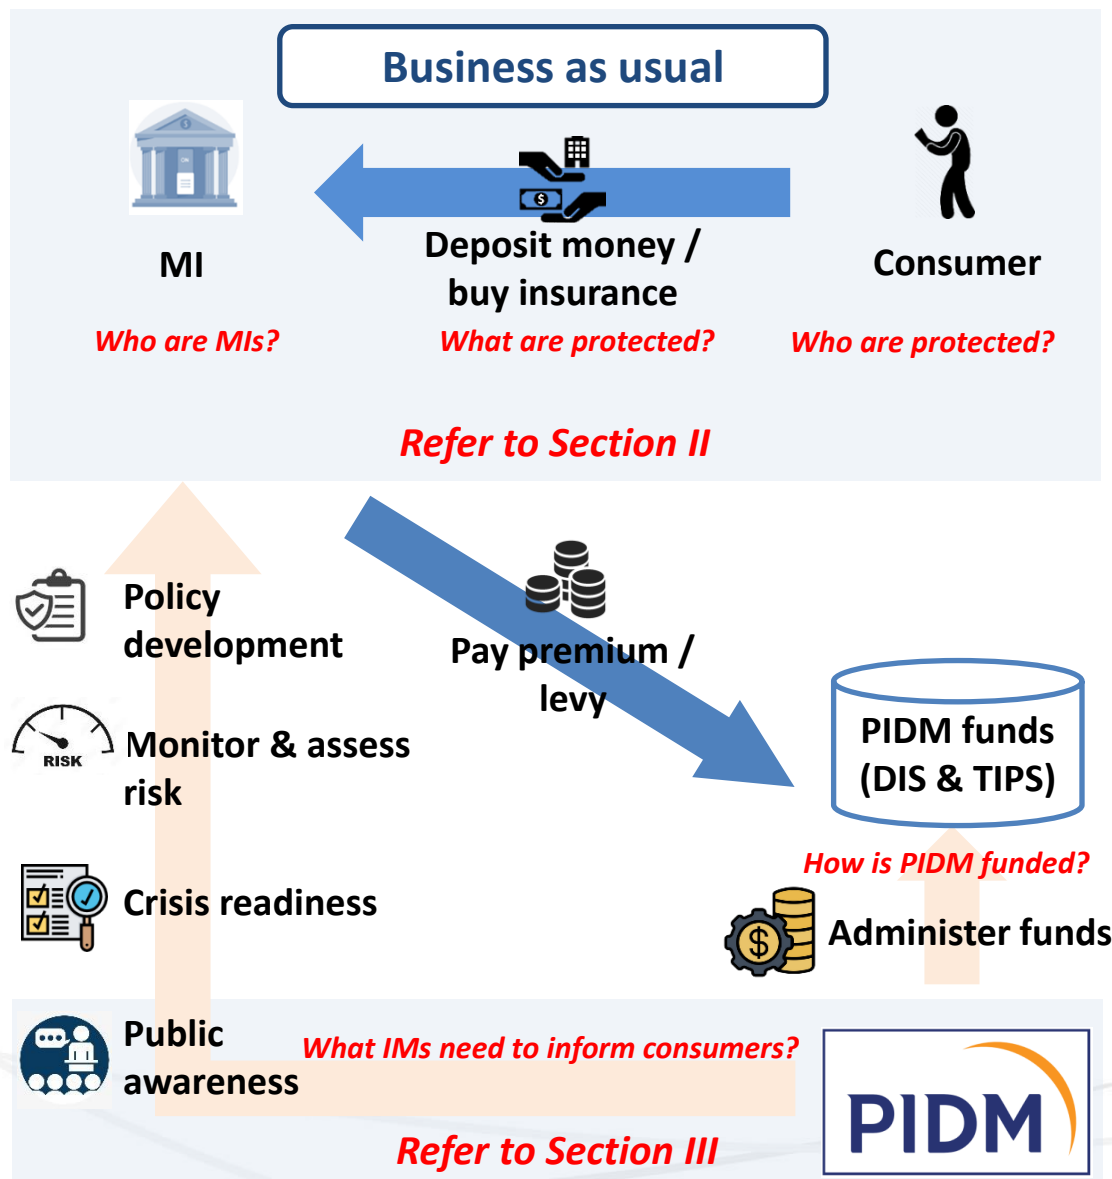 Business as usual
MI
Deposit money /
buy insurance
Consumer
Who are MIs?
What are protected?
Who are protected?
Refer to Section II
Policy
development
Pay premium /
levy
Monitor & assess
risk
RISK
PIDM funds
(DIS & TIPS)
How is PIDM funded?
Crisis readiness
Administer funds
Public
awareness
What IMs need to inform consumers?
Refer to Section III
PIDM